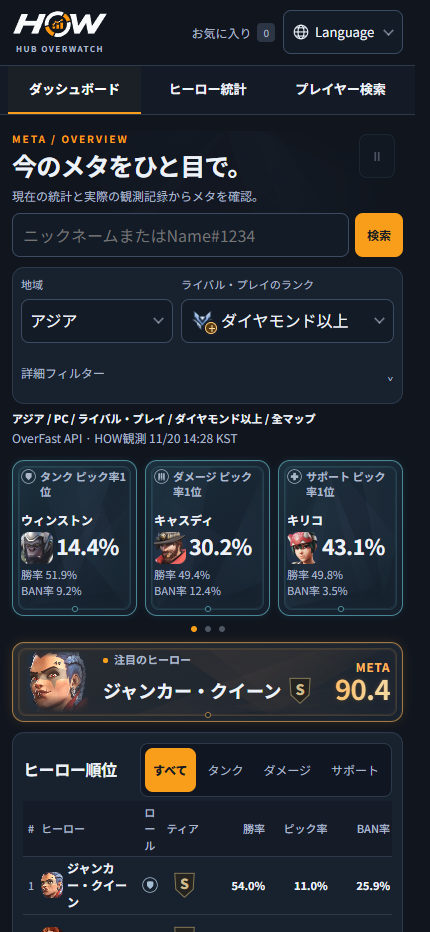 HOW
HUB OVERWATCH
お気に入り 0
Language
ダッシュボード ヒーロー統計 プレイヤー検索
META / OVERVIEW
今のメタをひと目で。
現在の統計と実際の観測記録からメタを確認。
ニックネームまたはName#1234 検索
地域 ライバル・プレイのランク
アジア ダイヤモンド以上
詳細フィルター
アジア / PC / ライバル・プレイ / ダイヤモンド以上 / 全マップ
OverFast API · HOW観測 11/20 14:28 KST
タンク ピック率1
位
ウィンストン
14.4%
勝率 51.9%
BAN率 9.2%
ダメージ ピック
率1位
キャスディ
30.2%
勝率 49.4%
BAN率 12.4%
サポート ピック
率1位
キリコ
43.1%
勝率 49.8%
BAN率 3.5%
注目のヒーロー
ジャンカー・クイーン S
META
90.4
ヒーロー順位 すべて タンク ダメージ サポート
# ヒーロー ロール ティア 勝率 ピック率 BAN率
1 ジャンカ
ー・クイー
ン
S 54.0% 11.0% 25.9%